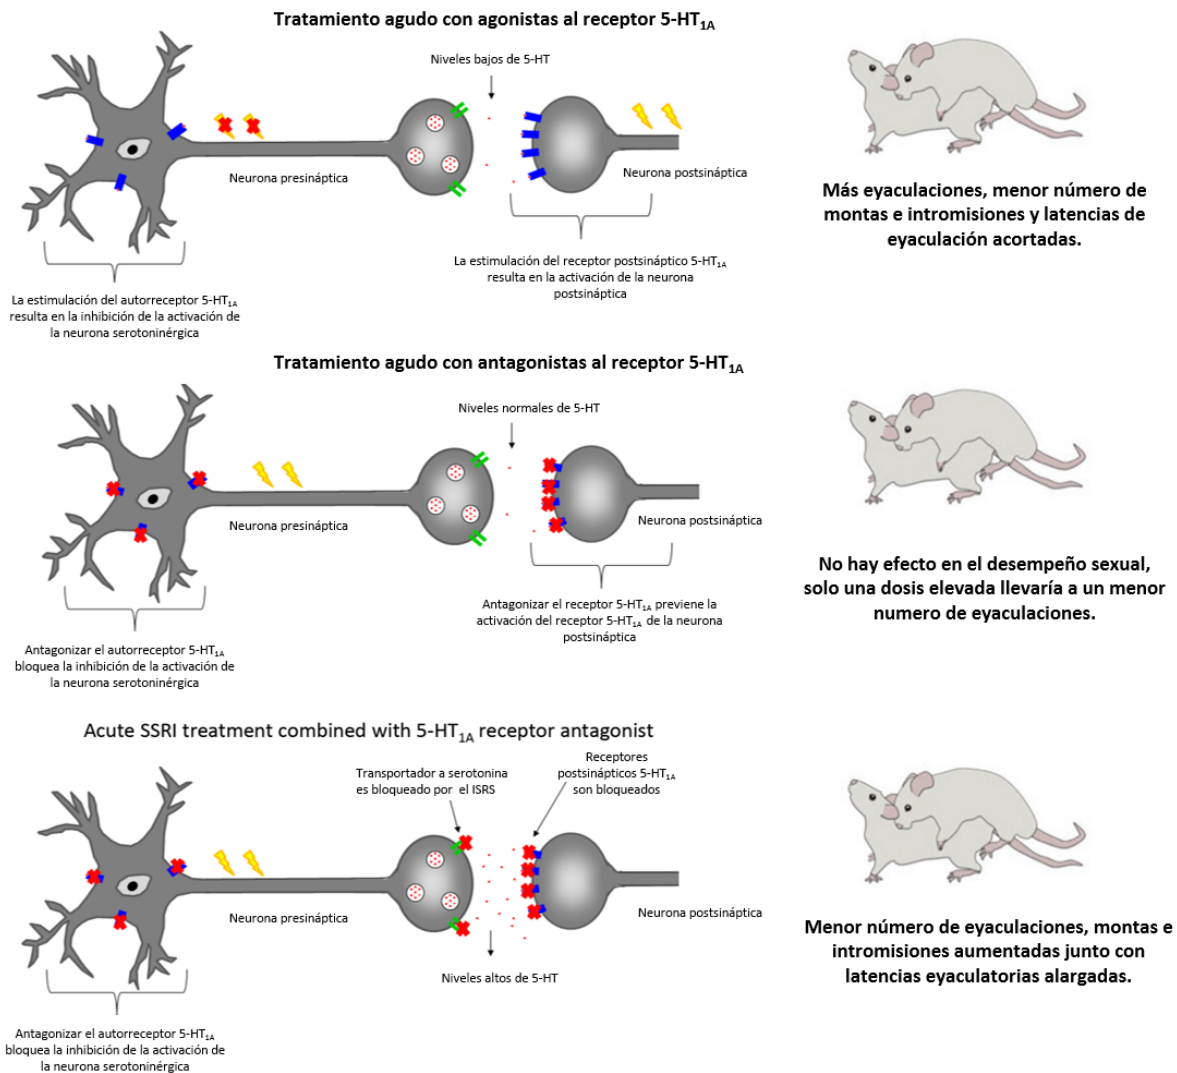 Tratamiento agudo con agonistas al receptor 5-HT1A
Niveles bajos de 5-HT
Neurona presináptica
Neurona postsináptica
La estimulación del receptor postsináptico 5-HT1A
resulta en la activación de la neurona
postsináptica
La estimulación del autorreceptor 5-HT1A
resulta en la inhibición de la activación de
la neurona serotoninérgica
Más eyaculaciones, menor número de
montas e intromisiones y latencias de
eyaculación acortadas.
Tratamiento agudo con antagonistas al receptor 5-HT1A
Niveles normales de 5-HT
Neurona presináptica
Neurona postsináptica
Antagonizar el receptor 5-HT1A previene la
activación del receptor 5-HT1A de la neurona
postsináptica
Antagonizar el autorreceptor 5-HT1A
bloquea la inhibición de la activación de
la neurona serotoninérgica
No hay efecto en el desempeño sexual,
solo una dosis elevada llevaría a un menor
numero de eyaculaciones.
Acute SSRI treatment combined with 5-HT1A receptor antagonist
Transportador a serotonina
es bloqueado por el ISRS
Receptores
postsinápticos 5-HT1A
son bloqueados
Neurona presináptica
Neurona postsináptica
Niveles altos de 5-HT
Antagonizar el autorreceptor 5-HT1A
bloquea la inhibición de la activación de
la neurona serotoninérgica
Menor número de eyaculaciones, montas e
intromisiones aumentadas junto con
latencias eyaculatorias alargadas.